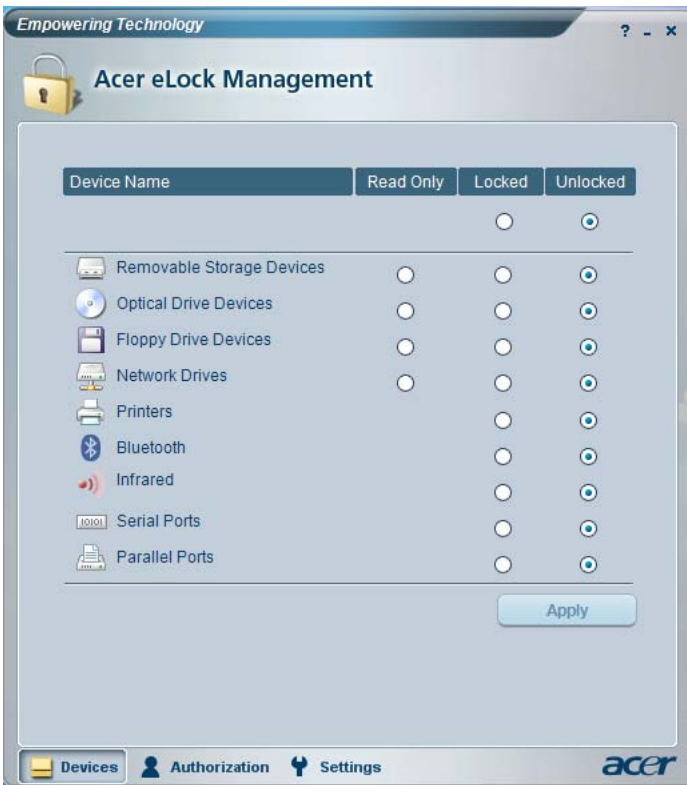 Empowering Technology
? - x
Acer eLock Management
Device Name Read Only Locked Unlocked
Removable Storage Devices
Optical Drive Devices
Floppy Drive Devices
Network Drives
Printers
Bluetooth
Infrared
10101 Serial Ports
Parallel Ports
Apply
Devices Authorization Settings acer